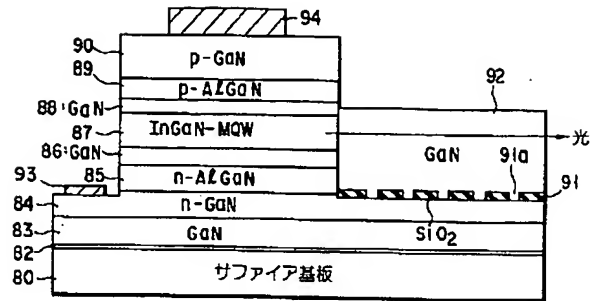 94
90
p-GaN
89
p-AlGaN
92
88:GaN
87
InGaN-MQW
光
86:GaN
GaN
91a
93
85
n-AlGaN
91
84
n-GaN
83
GaN
SiO2
82
80
サファイア基板